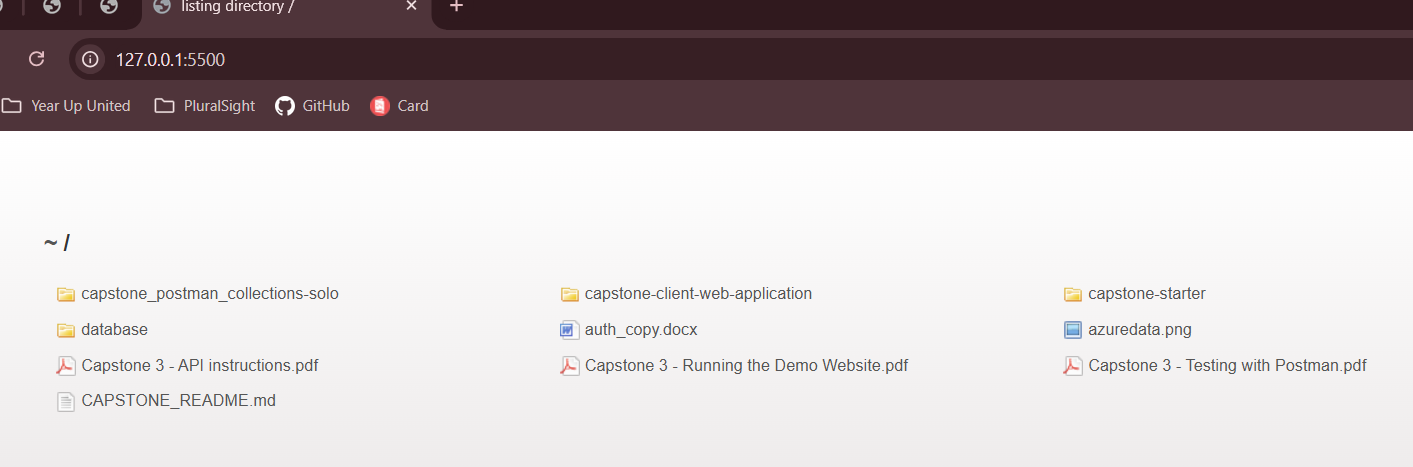 listing directory /
127.0.0.1:5500
Year Up United PluralSight GitHub Card
~ /
capstone_postman_collections-solo capstone-client-web-application capstone-starter
database auth_copy.docx azuredata.png
Capstone 3 - API instructions.pdf Capstone 3 - Running the Demo Website.pdf Capstone 3 - Testing with Postman.pdf
CAPSTONE_README.md